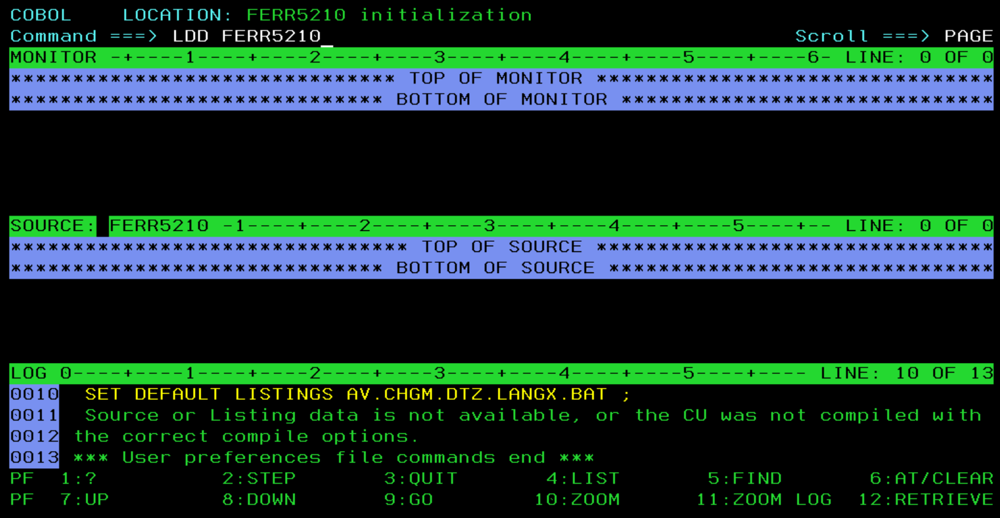 COBOL    LOCATION: FERR5210 initialization
Command ===> LDD FERR5210_                                     Scroll ===> PAGE
MONITOR -+----1----+----2----+----3----+----4----+----5----+----6- LINE: 0 OF 0
******************************* TOP OF MONITOR ********************************
****************************** BOTTOM OF MONITOR ******************************
SOURCE: FERR5210 -1----+----2----+----3----+----4----+----5----+-- LINE: 0 OF 0
******************************** TOP OF SOURCE ********************************
****************************** BOTTOM OF SOURCE *******************************
LOG 0----+----1----+----2----+----3----+----4----+----5----+---- LINE: 10 OF 13
0010  SET DEFAULT LISTINGS AV.CHGM.DTZ.LANGX.BAT ;
0011  Source or Listing data is not available, or the CU was not compiled with
0012 the correct compile options.
0013 *** User preferences file commands end ***
PF  1:?          2:STEP       3:QUIT       4:LIST       5:FIND       6:AT/CLEAR
PF  7:UP         8:DOWN       9:GO        10:ZOOM      11:ZOOM LOG  12:RETRIEVE